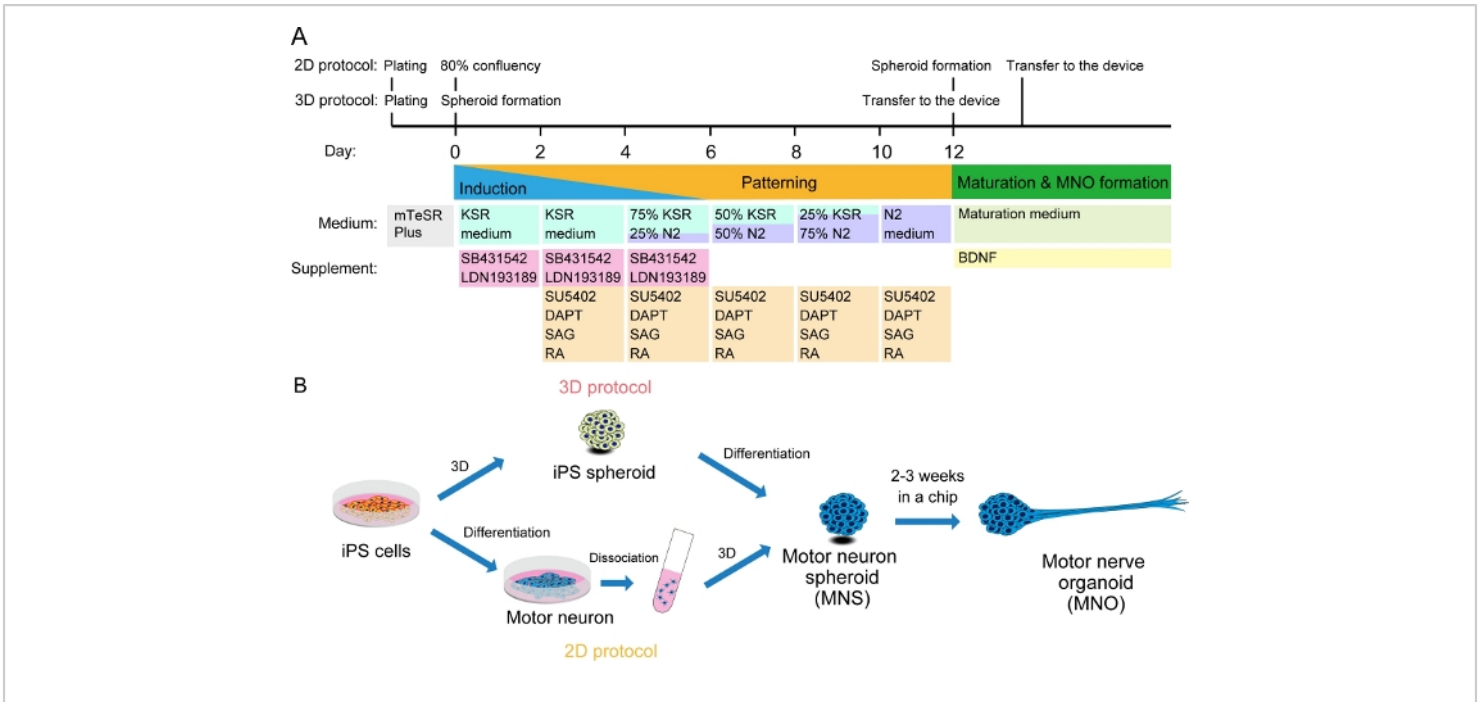 A
2D protocol: Plating 80% confluency Spheroid formation Transfer to the device
3D protocol: Plating Spheroid formation Transfer to the device
Day: 0 2 4 6 8 10 12
Induction Patterning Maturation & MNO formation
Medium: mTeSR Plus KSR medium KSR medium 75% KSR 25% N2 50% KSR 50% N2 25% KSR 75% N2 N2 medium Maturation medium
Supplement: SB431542 LDN193189 SB431542 LDN193189 SB431542 LDN193189 BDNF
SU5402 SU5402 SU5402 SU5402 SU5402
DAPT DAPT DAPT DAPT DAPT
SAG SAG SAG SAG SAG
RA RA RA RA RA
B
3D protocol
3D
iPS spheroid
Differentiation
2-3 weeks
in a chip
iPS cells
Differentiation
Motor neuron
Dissociation
3D
2D protocol
Motor neuron
spheroid
(MNS)
Motor nerve
organoid
(MNO)